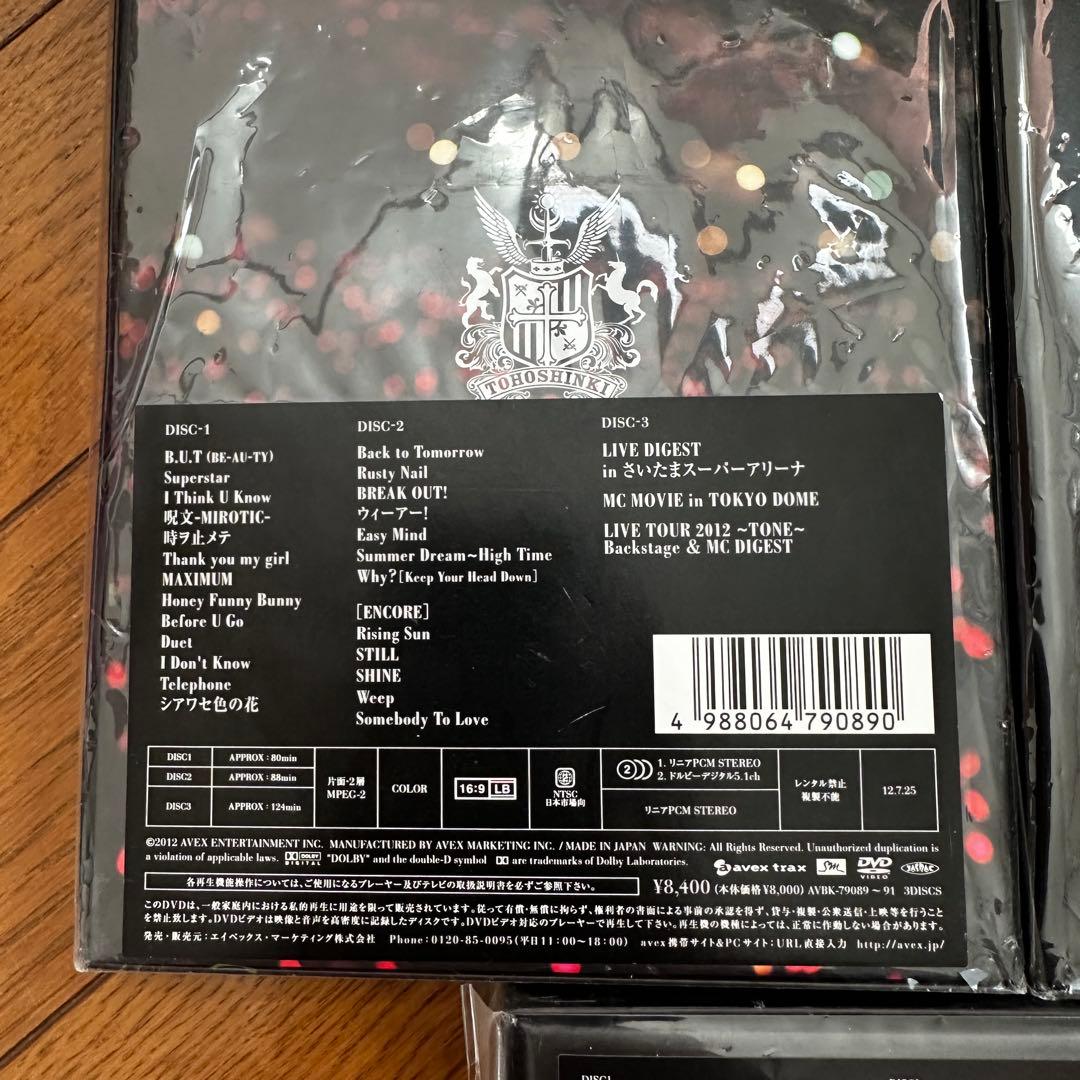 TOHOSHINKI
DISC-1
B.U.T (BE-AU-TY)
Superstar
I Think U Know
呪文-MIROTIC-
時ヲ止メテ
Thank you my girl
MAXIMUM
Honey Funny Bunny
Before U Go
Duet
I Don't Know
Telephone
シアワセ色の花
DISC-2
Back to Tomorrow
Rusty Nail
BREAK OUT!
ウィーアー!
Easy Mind
Summer Dream~High Time
Why? [Keep Your Head Down]
[ENCORE]
Rising Sun
STILL
SHINE
Weep
Somebody To Love
DISC-3
LIVE DIGEST
in さいたまスーパーアリーナ
MC MOVIE in TOKYO DOME
LIVE TOUR 2012 ~TONE~
Backstage & MC DIGEST
4 988064 790890
DISC1 APPROX : 80min
DISC2 APPROX : 88min
DISC3 APPROX : 124min
片面・2層
MPEG-2
COLOR
16:9 LB
2
NTSC
日本市場向
2
1. リニアPCM STEREO
2. ドルビーデジタル5.1ch
リニアPCM STEREO
レンタル禁止
複製不能
12.7.25
©2012 AVEX ENTERTAINMENT INC. MANUFACTURED BY AVEX MARKETING INC. / MADE IN JAPAN WARNING: All Rights Reserved. Unauthorized duplication is
a violation of applicable laws. DOLBY DIGITAL "DOLBY" and the double-D symbol are trademarks of Dolby Laboratories.
avex trax SM DVD VIDEO
各再生機能操作については、ご使用になるプレーヤー及びテレビの取扱説明書を必ずご参照下さい。
¥8,400 (本体価格¥8,000) AVBK-79089～91 3DISCS
このDVDは、一般家庭内における私的再生に用途を限って販売されています。従って有償・無償に拘らず、権利者の書面による事前の承認を得ず、貸与・複製・公衆送信・上映等を行うこと
を禁止致します。DVDビデオは映像と音声を高密度に記録したディスクです。DVDビデオ対応のプレーヤーで再生して下さい。再生機の機種によっては、正常に作動しない場合があります。
発売・販売元：エイベックス・マーケティング株式会社 Phone：0120-85-0095(平日11：00～18：00) avex携帯サイト&PCサイト：URL直接入力 http://avex.jp/
DISC1